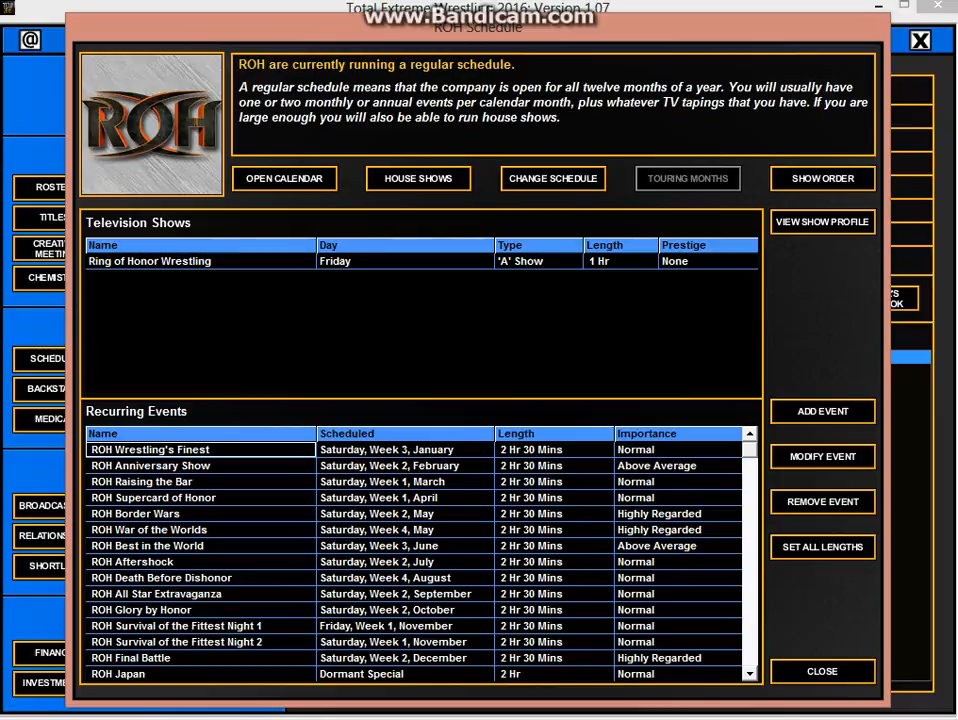 Total Extreme Wrestling 2016: Version 1.07
www.Bandicam.com
ROH Schedule
@
X
ROH
ROH are currently running a regular schedule.
A regular schedule means that the company is open for all twelve months of a year. You will usually have
one or two monthly or annual events per calendar month, plus whatever TV tapings that you have. If you are
large enough you will also be able to run house shows.
OPEN CALENDAR
HOUSE SHOWS
CHANGE SCHEDULE
TOURING MONTHS
SHOW ORDER
VIEW SHOW PROFILE
Television Shows
Name Day Type Length Prestige
Ring of Honor Wrestling Friday 'A' Show 1 Hr None
Recurring Events
Name Scheduled Length Importance
ROH Wrestling's Finest Saturday, Week 3, January 2 Hr 30 Mins Normal
ROH Anniversary Show Saturday, Week 2, February 2 Hr 30 Mins Above Average
ROH Raising the Bar Saturday, Week 1, March 2 Hr 30 Mins Normal
ROH Supercard of Honor Saturday, Week 1, April 2 Hr 30 Mins Normal
ROH Border Wars Saturday, Week 2, May 2 Hr 30 Mins Highly Regarded
ROH War of the Worlds Saturday, Week 4, May 2 Hr 30 Mins Highly Regarded
ROH Best in the World Saturday, Week 3, June 2 Hr 30 Mins Above Average
ROH Aftershock Saturday, Week 2, July 2 Hr 30 Mins Normal
ROH Death Before Dishonor Saturday, Week 4, August 2 Hr 30 Mins Normal
ROH All Star Extravaganza Saturday, Week 2, September 2 Hr 30 Mins Normal
ROH Glory by Honor Saturday, Week 2, October 2 Hr 30 Mins Normal
ROH Survival of the Fittest Night 1 Friday, Week 1, November 2 Hr 30 Mins Normal
ROH Survival of the Fittest Night 2 Saturday, Week 1, November 2 Hr 30 Mins Normal
ROH Final Battle Saturday, Week 2, December 2 Hr 30 Mins Highly Regarded
ROH Japan Dormant Special 2 Hr Normal
ADD EVENT
MODIFY EVENT
REMOVE EVENT
SET ALL LENGTHS
CLOSE
ROSTE
TITLES
CREATI
MEETIN
CHEMIST
SCHEDU
BACKSTA
MEDICA
BROADCAS
RELATIONS
SHORTL
FINANC
INVESTME
'S
OK